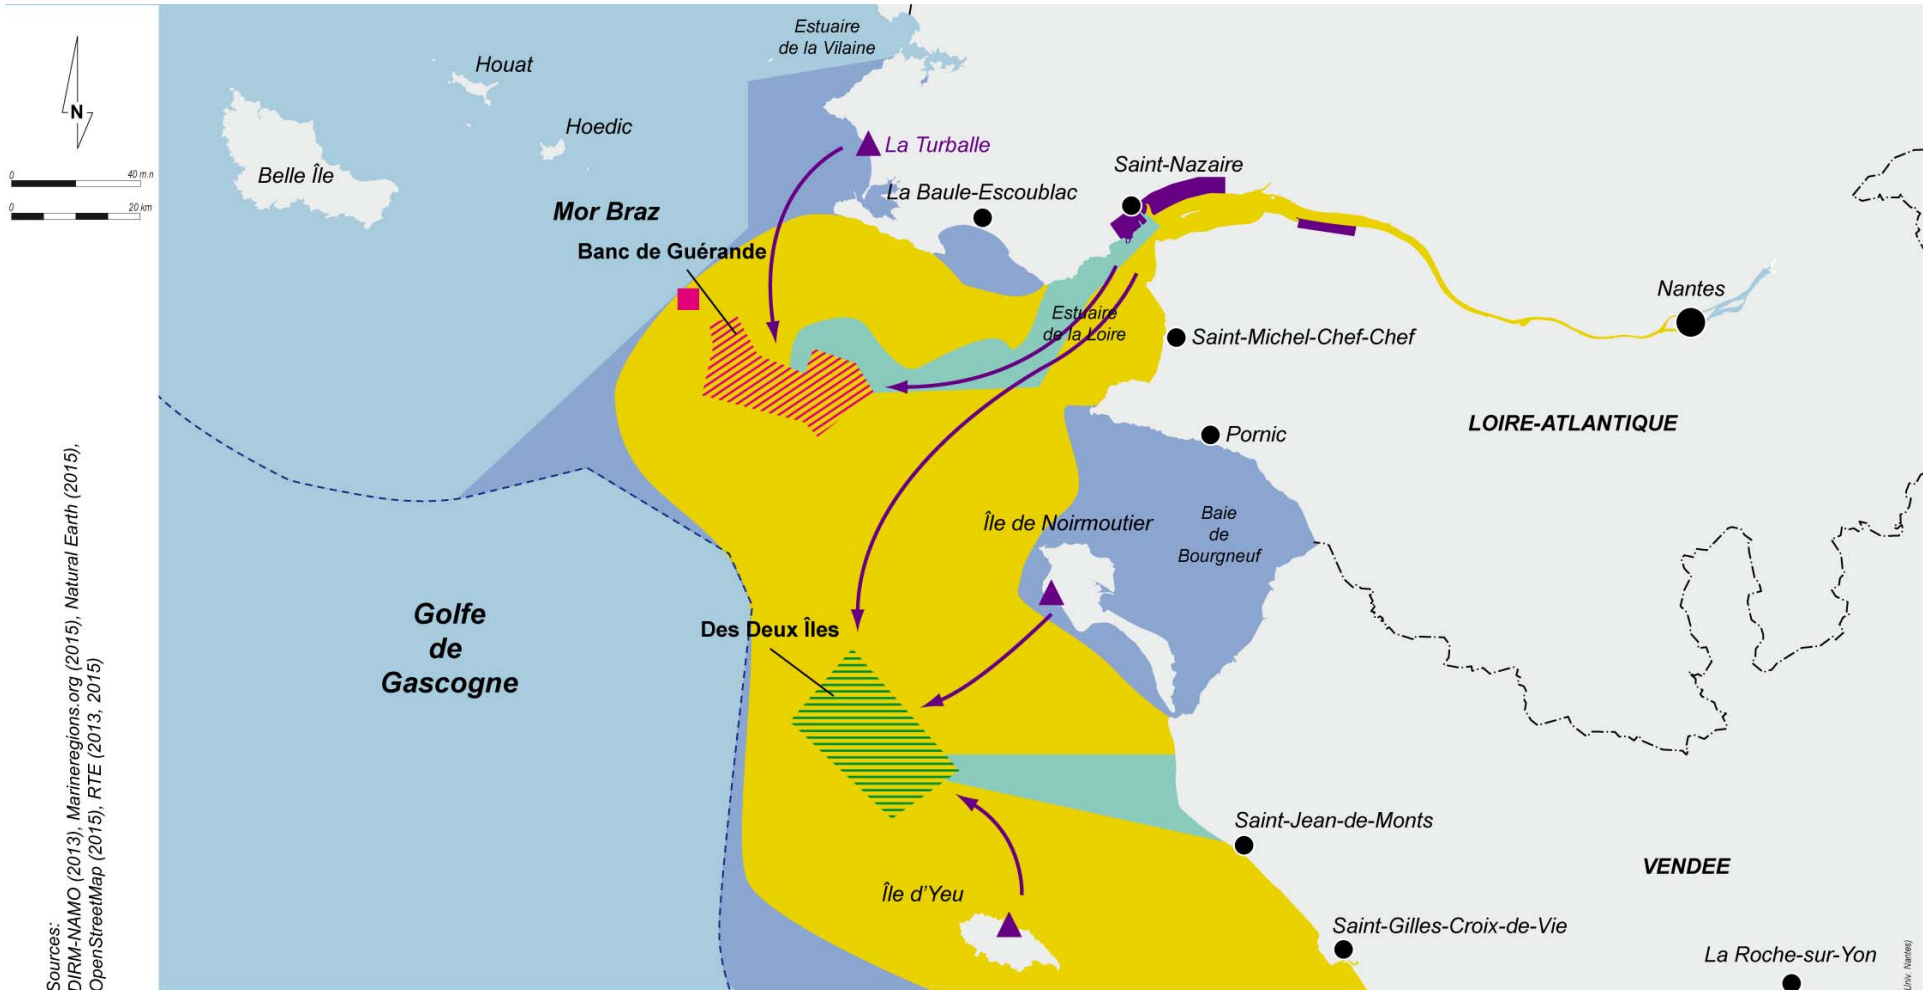 Estuaire
de la Vilaine
Houat
N
Hoedic
Belle Île
La Turballe
0 40 m.n
0 20 km
Mor Braz
La Baule-Escoublac
Saint-Nazaire
Banc de Guérande
Nantes
Estuaire
de la Loire
Saint-Michel-Chef-Chef
LOIRE-ATLANTIQUE
Pornic
Île de Noirmoutier
Baie
de
Bourgneuf
Golfe
de
Gascogne
Des Deux Îles
Saint-Jean-de-Monts
VENDEE
Île d'Yeu
Saint-Gilles-Croix-de-Vie
La Roche-sur-Yon
Sources:
DIRM-NAMO (2013), Marineregions.org (2015), Natural Earth (2015),
OpenStreetMap (2015), RTE (2013, 2015)
Univ. Nantes)